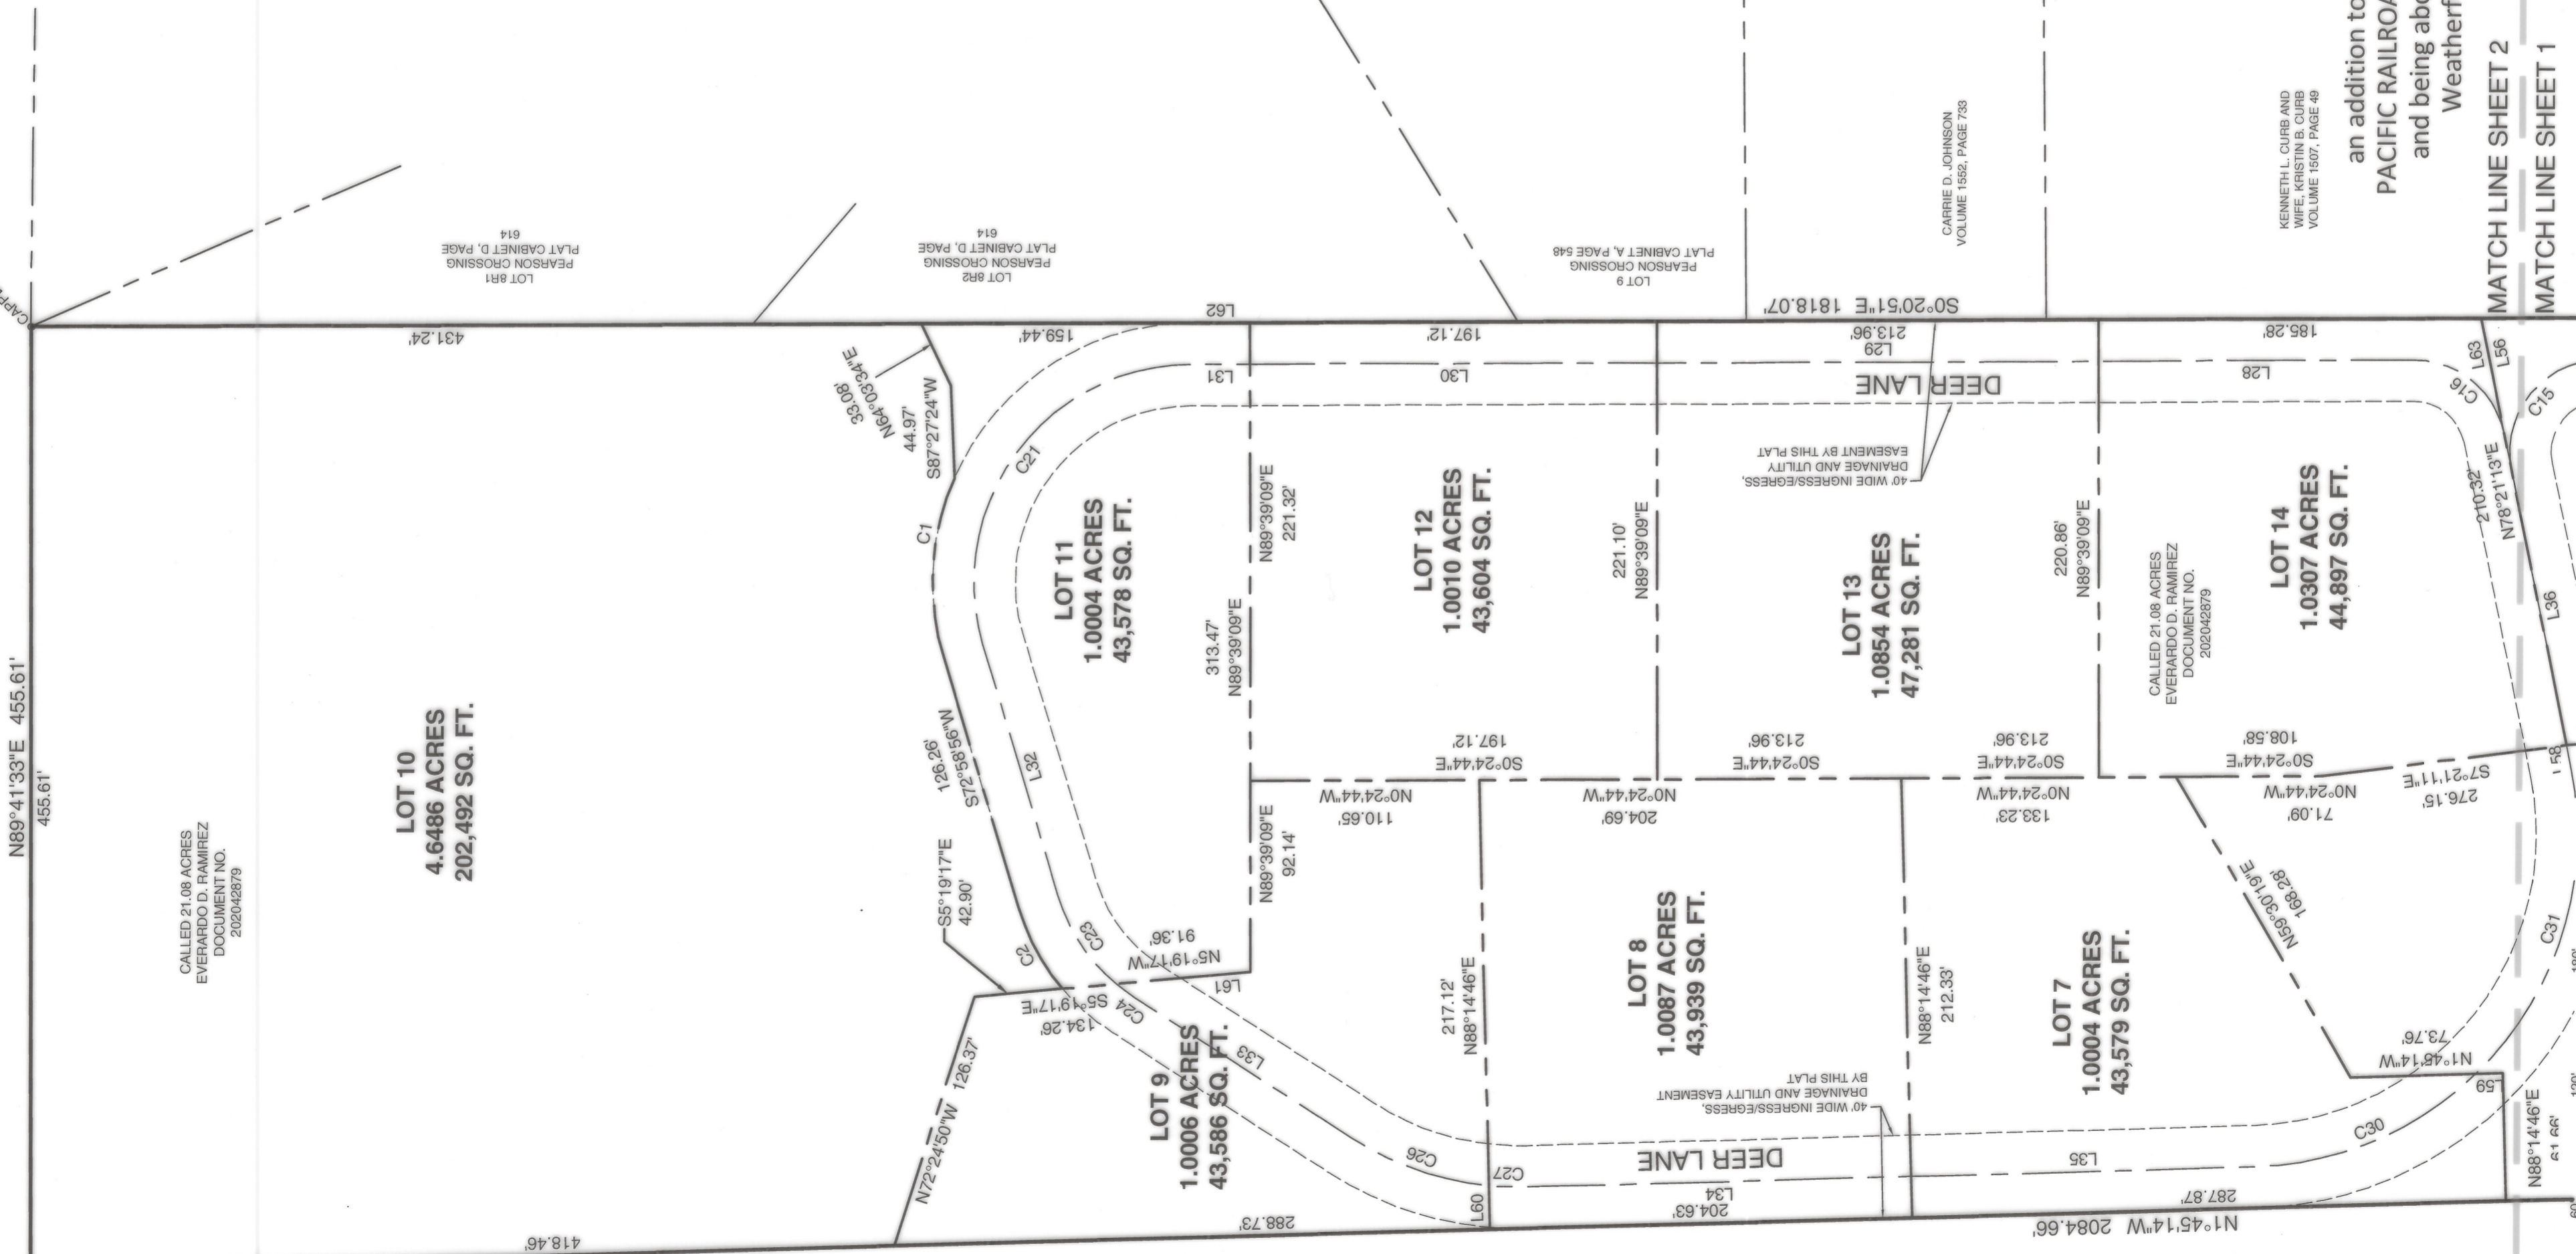 N89°41'33"E 455.61'
455.61'
CALLED 21.08 ACRES
EVERARDO D. RAMIREZ
DOCUMENT NO.
202042879
LOT 10
4.6486 ACRES
202,492 SQ. FT.
431.24'
418.46'
LOT 8R1
PEARSON CROSSING
PLAT CABINET D, PAGE
614
LOT 8R2
PEARSON CROSSING
PLAT CABINET D, PAGE
614
LOT 9
PEARSON CROSSING
PLAT CABINET A, PAGE 548
CARRIE D. JOHNSON
VOLUME 1552, PAGE 733
KENNETH L. CURB AND
WIFE, KRISTIN B. CURB
VOLUME 1507, PAGE 49
an addition to
PACIFIC RAILROA
and being abo
Weatherf
MATCH LINE SHEET 2
MATCH LINE SHEET 1
33.08'
N64°03'34"E
44.97'
S87°27'24"W
C1
126.26'
S72°58'56"W
C2
S5°19'17"E
42.90'
S5°19'17"E
134.26'
N72°24'50"W 126.37'
159.44'
L62
L31
C21
L32
C23
C24
L33
N5°19'17"W
91.36'
L61
LOT 11
1.0004 ACRES
43,578 SQ. FT.
313.47'
N89°39'09"E
N89°39'09"E
221.32'
N89°39'09"E
92.14'
LOT 9
1.0006 ACRES
43,586 SQ. FT.
288.73'
197.12'
L30
LOT 12
1.0010 ACRES
43,604 SQ. FT.
S0°24'44"E
197.12'
N0°24'44"W
110.65'
221.10'
N89°39'09"E
217.12'
N88°14'46"E
C26
C27
L60
L34
204.63'
DEER LANE
LOT 8
1.0087 ACRES
43,939 SQ. FT.
N0°24'44"W
204.69'
S0°20'51"E 1818.07'
213.96'
L29
DEER LANE
40' WIDE INGRESS/EGRESS,
DRAINAGE AND UTILITY
EASEMENT BY THIS PLAT
LOT 13
1.0854 ACRES
47,281 SQ. FT.
S0°24'44"E
213.96'
S0°24'44"E
213.96'
N0°24'44"W
133.23'
N88°14'46"E
212.33'
40' WIDE INGRESS/EGRESS,
DRAINAGE AND UTILITY EASEMENT
BY THIS PLAT
220.86'
N89°39'09"E
LOT 7
1.0004 ACRES
43,579 SQ. FT.
L35
287.87'
N1°45'14"W 2084.66'
CALLED 21.08 ACRES
EVERARDO D. RAMIREZ
DOCUMENT NO.
202042879
185.28'
L28
LOT 14
1.0307 ACRES
44,897 SQ. FT.
S0°24'44"E
108.58'
N0°24'44"W
71.09'
S7°21'11"E
276.15'
N59°30'19"E
168.28'
N1°45'14"W
73.76'
L59
C30
C31
C16
C15
L63
L56
210.32'
N78°21'13"E
L36
L58
N88°14'46"E
61.66'